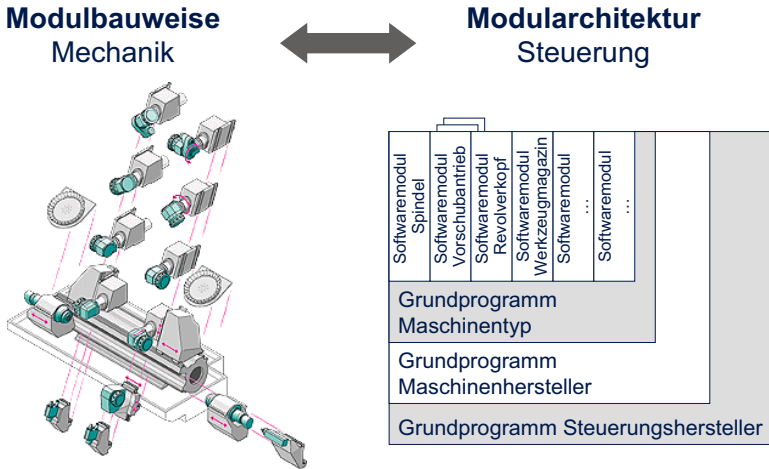 Modulbauweise
Mechanik
Modularchitektur
Steuerung
Softwaremodul
Spindel
Softwaremodul
Vorschubantrieb
Softwaremodul
Revolverkopf
Softwaremodul
Werkzeugmagazin
Softwaremodul
…
Softwaremodul
…
Grundprogramm
Maschinentyp
Grundprogramm
Maschinenhersteller
Grundprogramm Steuerungshersteller